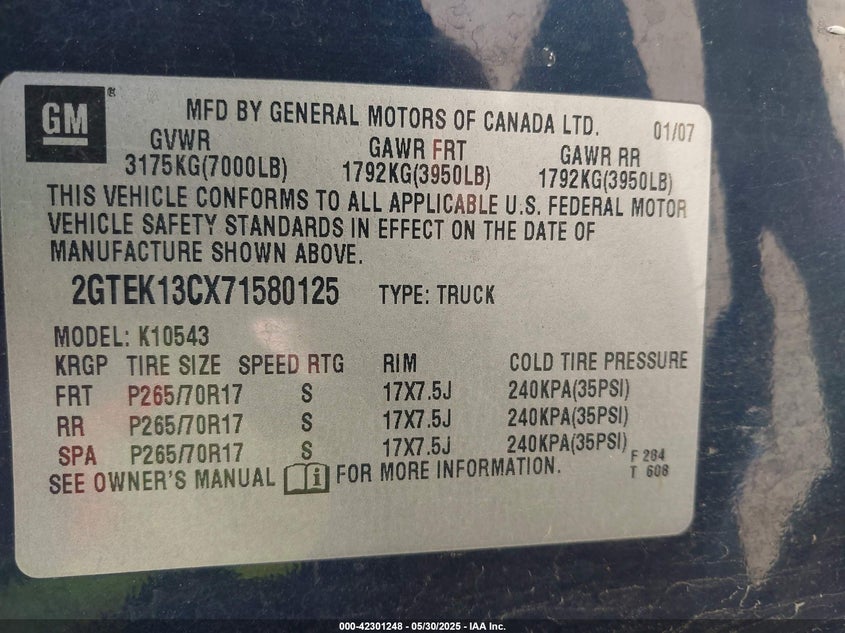 GM ®
MFD BY GENERAL MOTORS OF CANADA LTD. 01/07
GVWR GAWR FRT GAWR RR
3175KG(7000LB) 1792KG(3950LB) 1792KG(3950LB)
THIS VEHICLE CONFORMS TO ALL APPLICABLE U.S. FEDERAL MOTOR
VEHICLE SAFETY STANDARDS IN EFFECT ON THE DATE OF
MANUFACTURE SHOWN ABOVE.
2GTEK13CX71580125 TYPE: TRUCK
MODEL: K10543
KRGP TIRE SIZE SPEED RTG RIM COLD TIRE PRESSURE
FRT P265/70R17 S 17X7.5J 240KPA(35PSI)
RR P265/70R17 S 17X7.5J 240KPA(35PSI)
SPA P265/70R17 S 17X7.5J 240KPA(35PSI)
F 284
T 608
SEE OWNER'S MANUAL i FOR MORE INFORMATION.
000-42301248 - 05/30/2025 - IAA Inc.